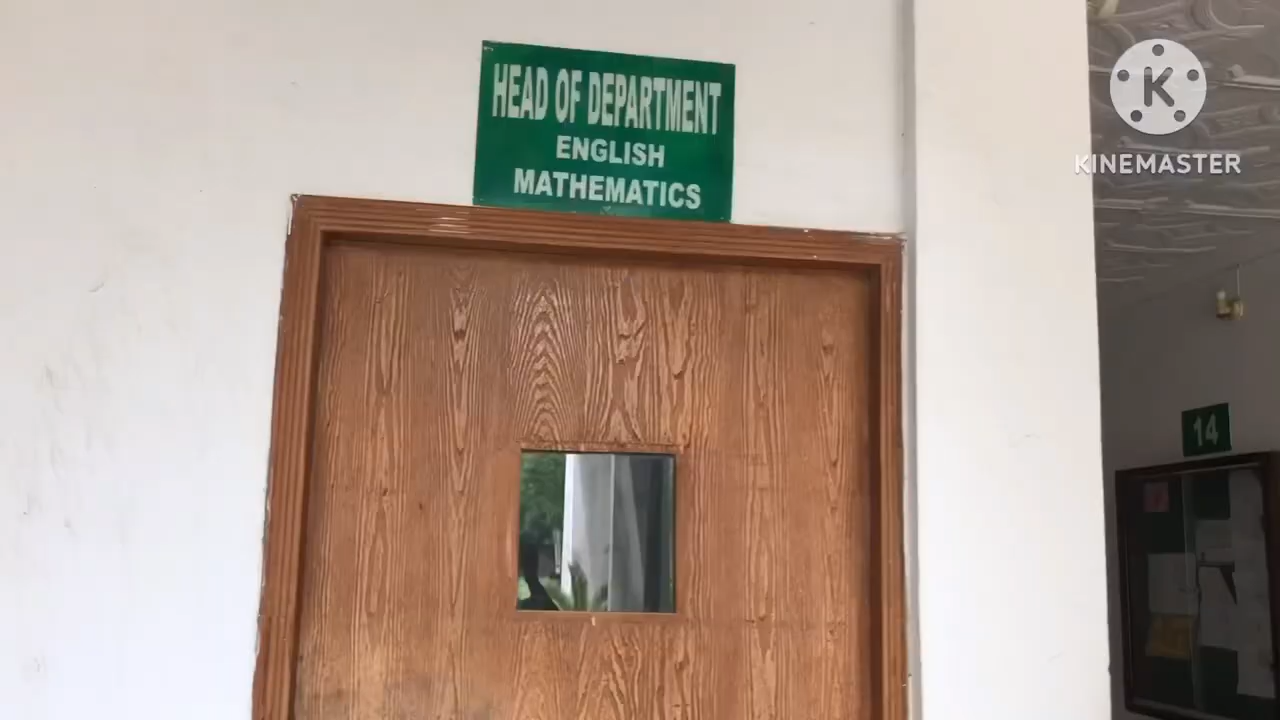 HEAD OF DEPARTMENT
ENGLISH
MATHEMATICS
K
KINEMASTER
14